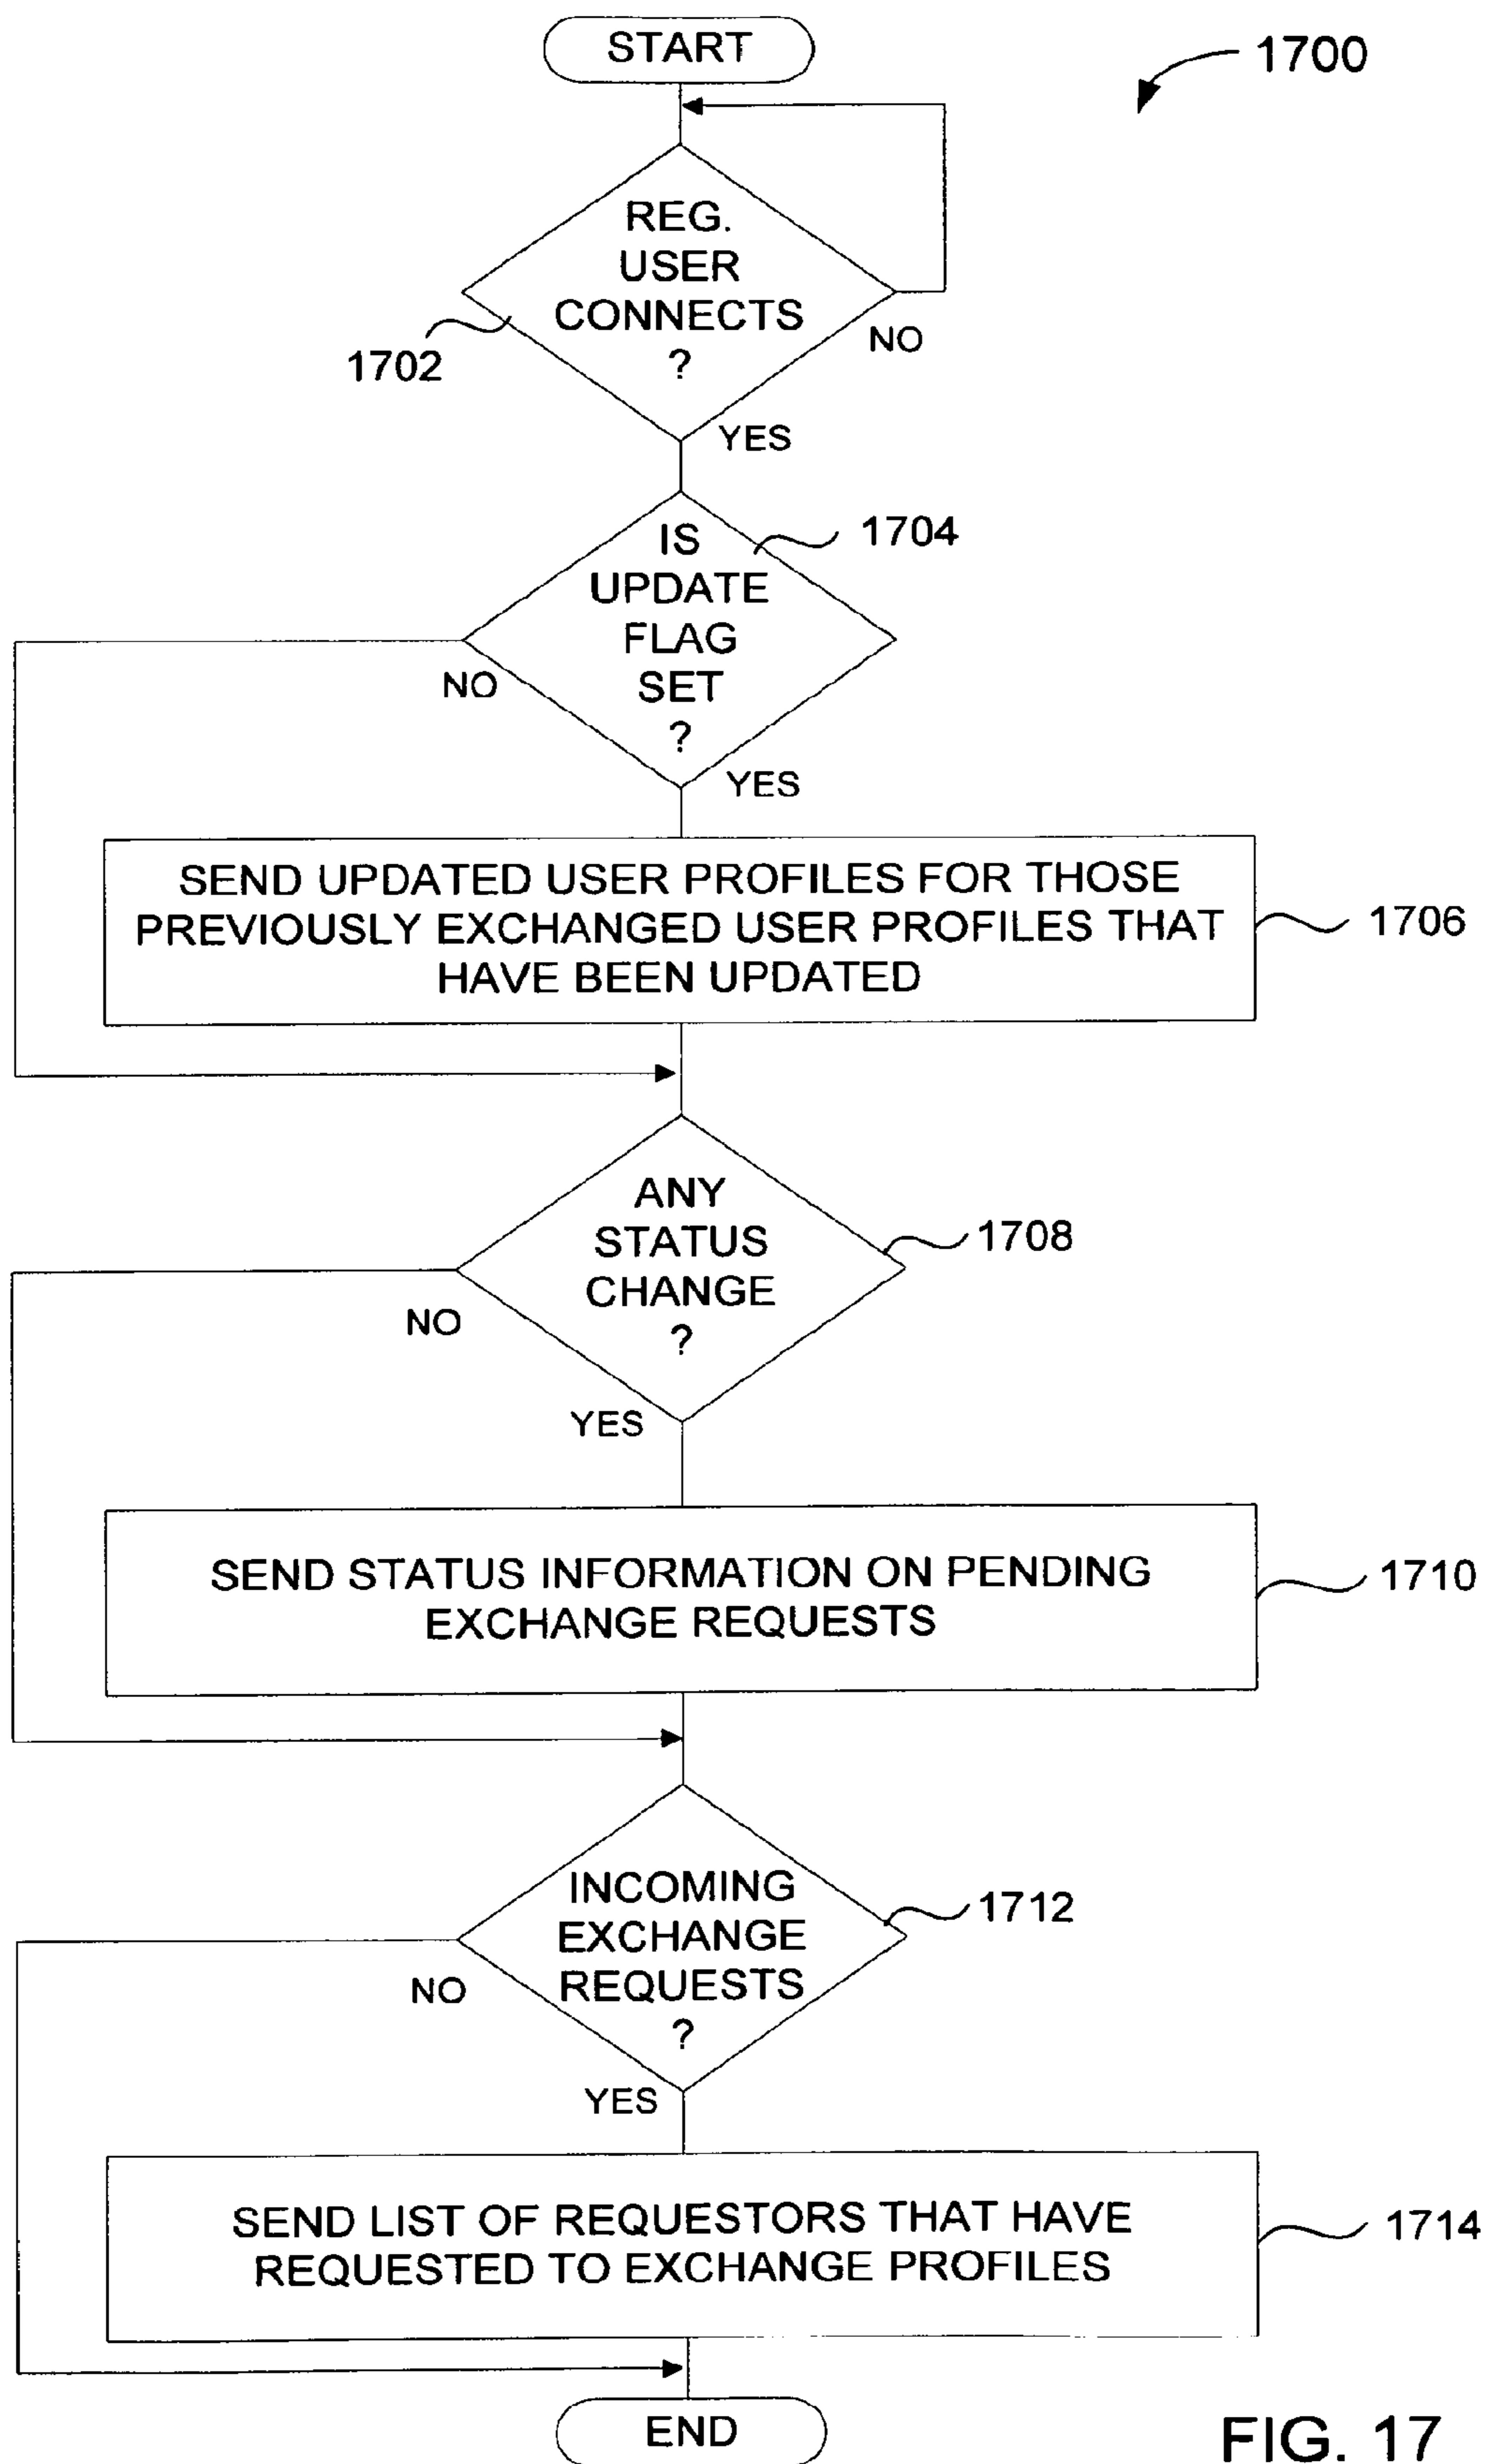 START
1700
REG.
USER
CONNECTS
?
1702
NO
YES
IS
UPDATE
FLAG
SET
?
1704
NO
YES
SEND UPDATED USER PROFILES FOR THOSE
PREVIOUSLY EXCHANGED USER PROFILES THAT
HAVE BEEN UPDATED
1706
ANY
STATUS
CHANGE
?
1708
NO
YES
SEND STATUS INFORMATION ON PENDING
EXCHANGE REQUESTS
1710
INCOMING
EXCHANGE
REQUESTS
?
1712
NO
YES
SEND LIST OF REQUESTORS THAT HAVE
REQUESTED TO EXCHANGE PROFILES
1714
END
FIG. 17